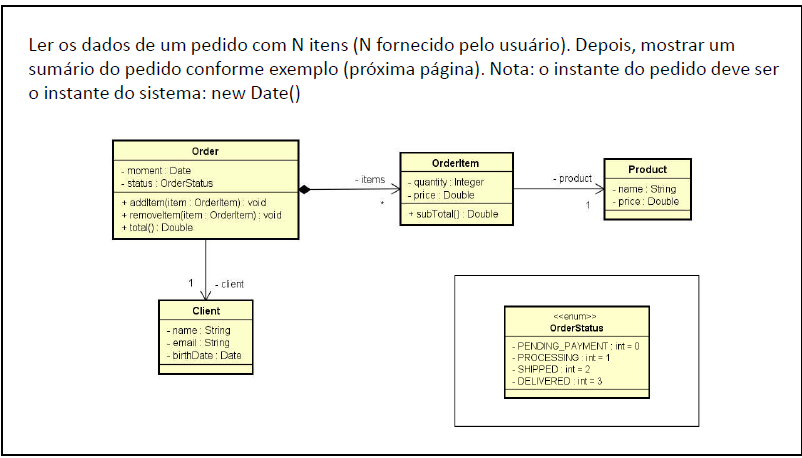 Ler os dados de um pedido com N itens (N fornecido pelo usuário). Depois, mostrar um
sumário do pedido conforme exemplo (próxima página). Nota: o instante do pedido deve ser
o instante do sistema: new Date()
Order
- moment : Date
- status : OrderStatus
+ addItem(item : OrderItem) : void
+ removeItem(item : OrderItem) : void
+ total() : Double
- items
*
OrderItem
- quantity : Integer
- price : Double
+ subTotal() : Double
- product
1
Product
- name : String
- price : Double
1
- client
Client
- name : String
- email : String
- birthDate : Date
<<enum>>
OrderStatus
- PENDING_PAYMENT : int = 0
- PROCESSING : int = 1
- SHIPPED : int = 2
- DELIVERED : int = 3